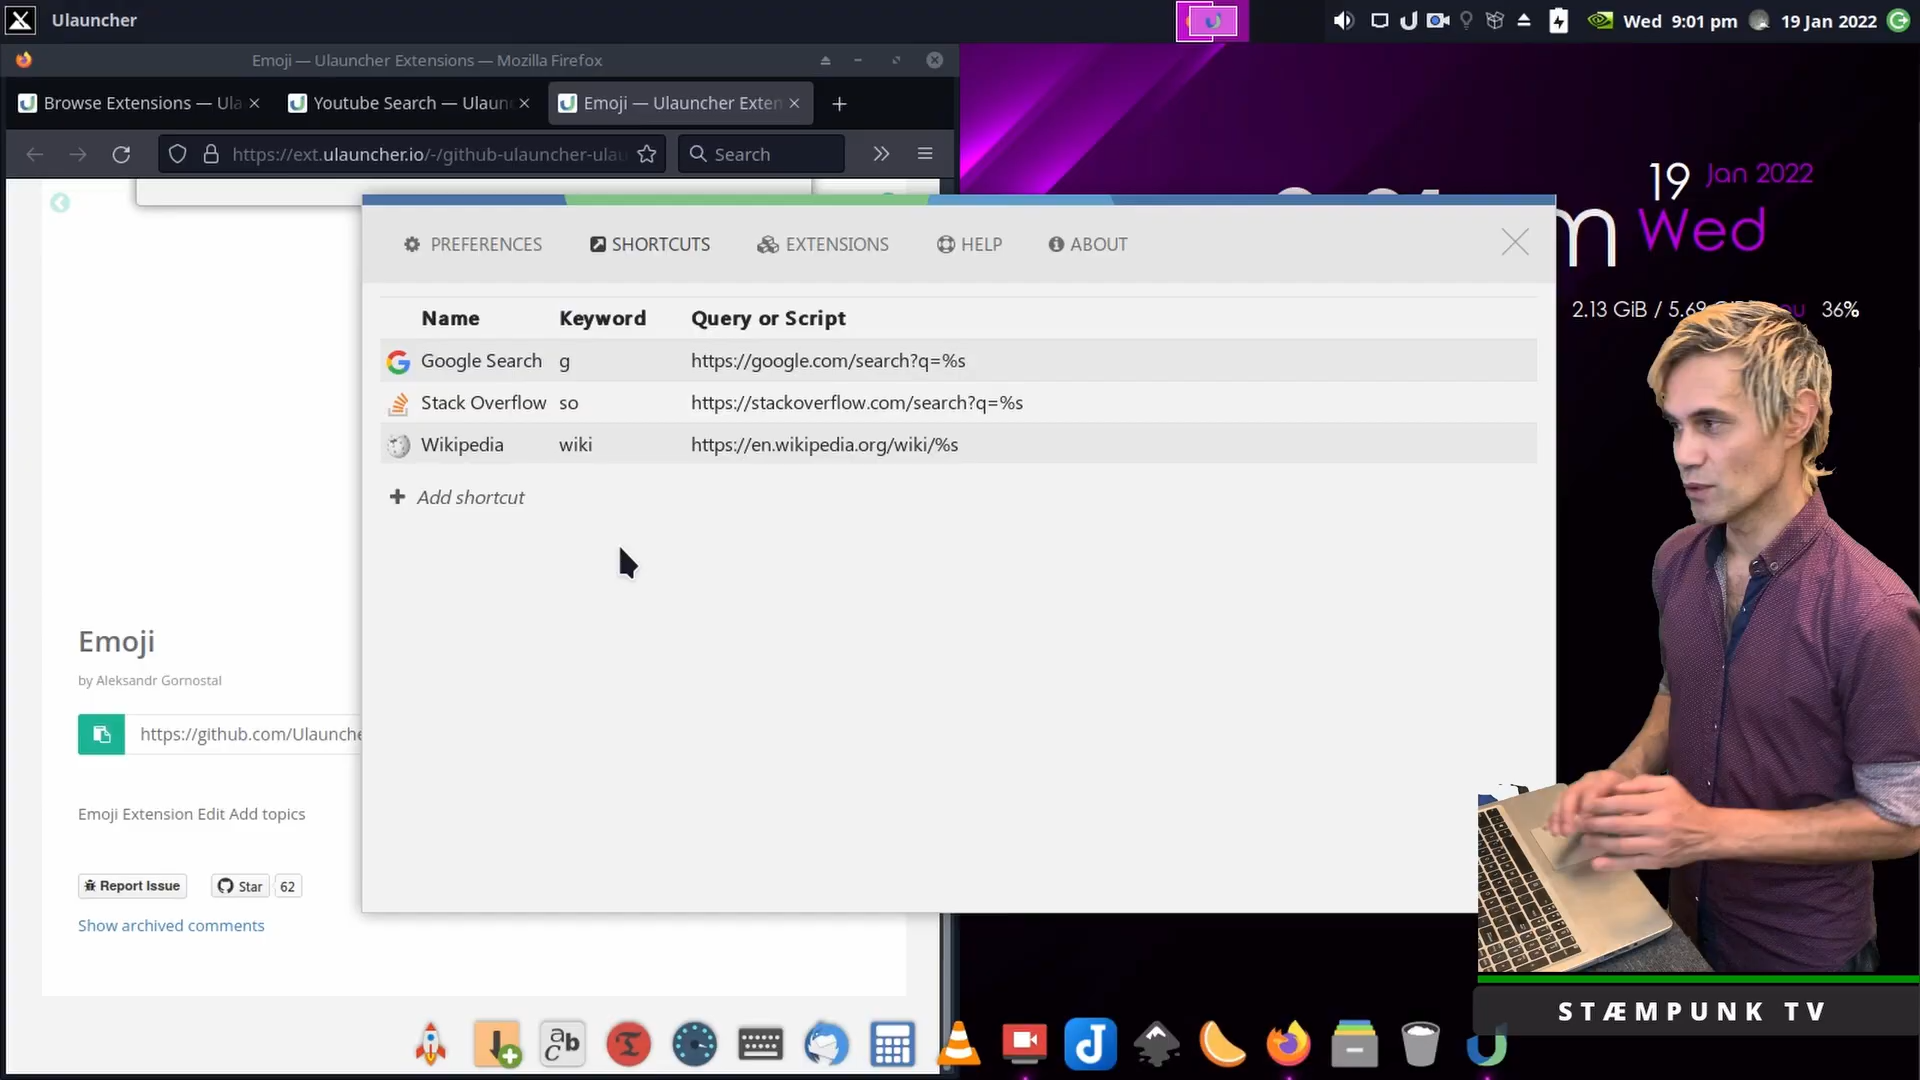 Ulauncher
Wed 9:01 pm 19 Jan 2022
Emoji — Ulauncher Extensions — Mozilla Firefox
Browse Extensions — Ula
Youtube Search — Ulaun
Emoji — Ulauncher Exten
https://ext.ulauncher.io/-/github-ulauncher-ulau
Search
19 Jan 2022
Wed
m
2.13 GiB / 5.69
36%
PREFERENCES
SHORTCUTS
EXTENSIONS
HELP
ABOUT
Name Keyword Query or Script
Google Search g https://google.com/search?q=%s
Stack Overflow so https://stackoverflow.com/search?q=%s
Wikipedia wiki https://en.wikipedia.org/wiki/%s
+ Add shortcut
Emoji
by Aleksandr Gornostal
https://github.com/Ulaunche
Emoji Extension Edit Add topics
Report Issue
Star 62
Show archived comments
STÆMPUNK TV